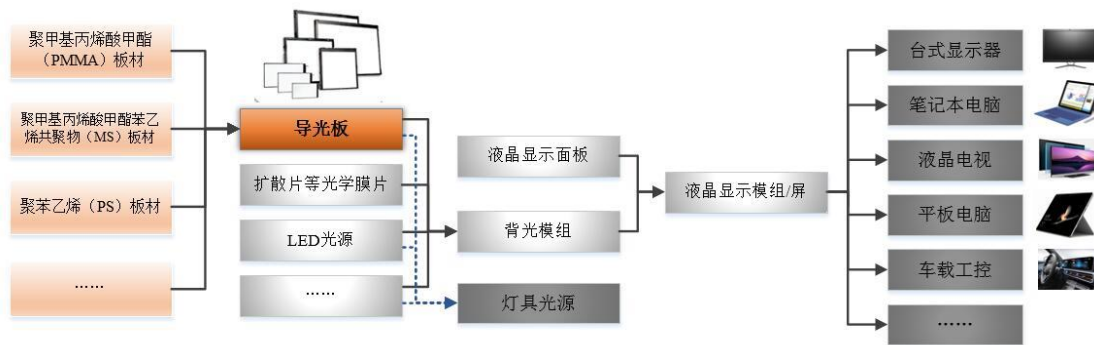 聚甲基丙烯酸甲酯
（PMMA）板材
聚甲基丙烯酸甲酯苯乙
烯共聚物（MS）板材
聚苯乙烯（PS）板材
……
导光板
扩散片等光学膜片
LED光源
……
液晶显示面板
背光模组
灯具光源
液晶显示模组/屏
台式显示器
笔记本电脑
液晶电视
平板电脑
车载工控
……